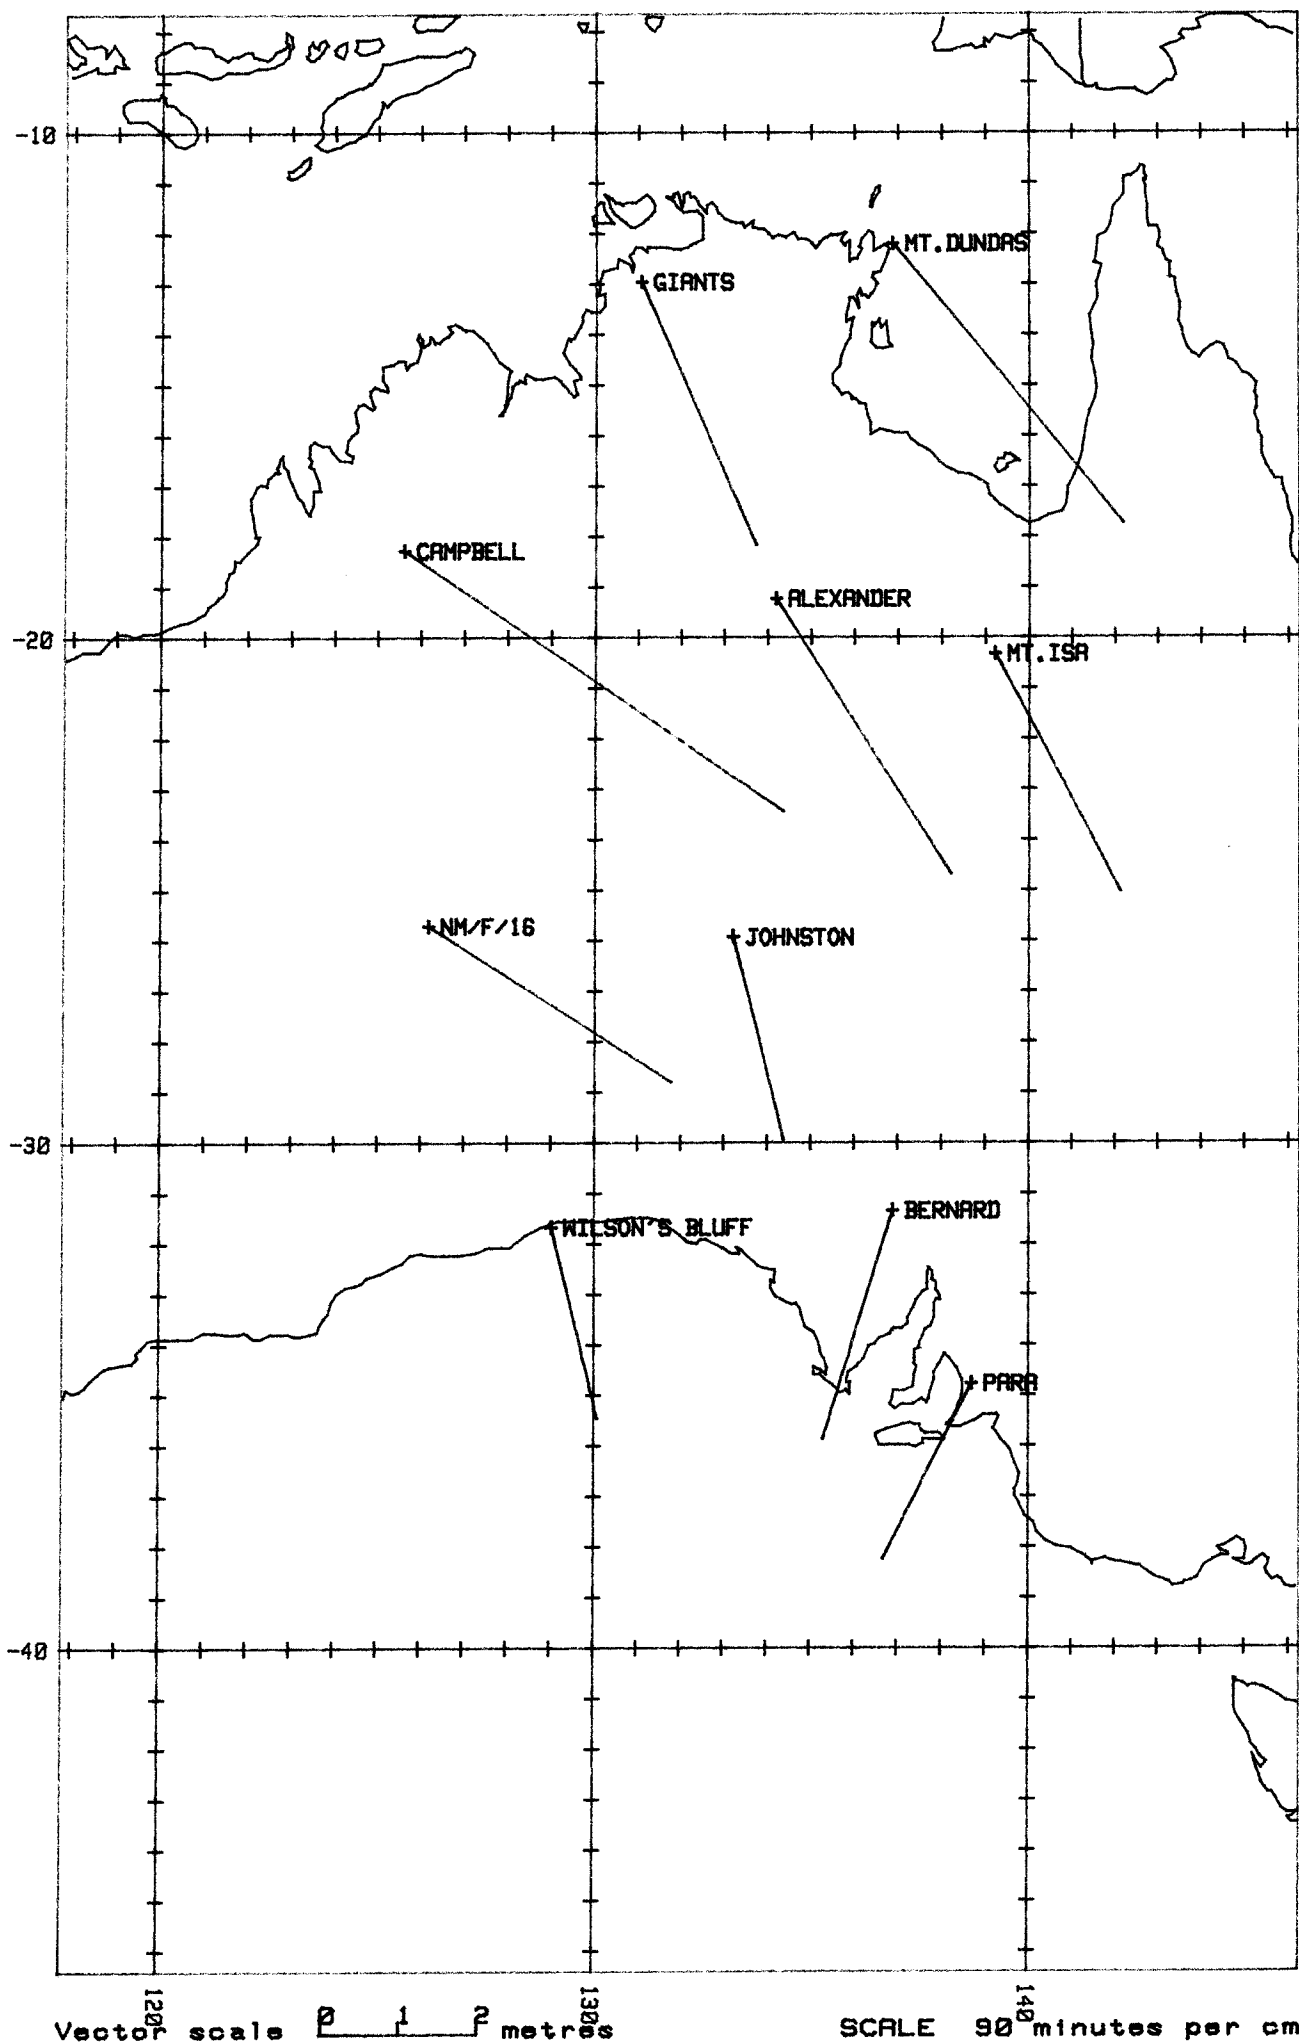 -10
+MT.DUNDAS
+GIANTS
+CAMPBELL
+ALEXANDER
-20
+MT.ISA
+NM/F/16
+JOHNSTON
-30
+BERNARD
+WILSON'S BLUFF
+PARA
-40
120
130
140
Vector scale 0 1 2 metres
SCALE 90 minutes per cm